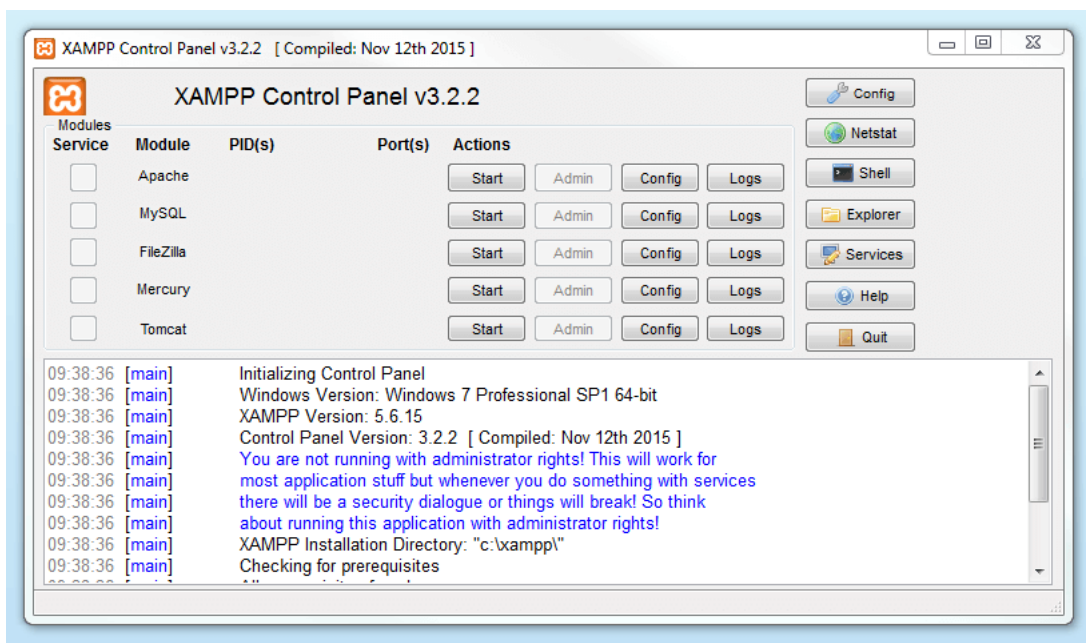 XAMPP Control Panel v3.2.2 [ Compiled: Nov 12th 2015 ]
XAMPP Control Panel v3.2.2
Config
Modules
Service Module PID(s) Port(s) Actions
Netstat
Apache Start Admin Config Logs
Shell
MySQL Start Admin Config Logs
Explorer
FileZilla Start Admin Config Logs
Services
Mercury Start Admin Config Logs
Help
Tomcat Start Admin Config Logs
Quit
09:38:36 [main] Initializing Control Panel
09:38:36 [main] Windows Version: Windows 7 Professional SP1 64-bit
09:38:36 [main] XAMPP Version: 5.6.15
09:38:36 [main] Control Panel Version: 3.2.2 [ Compiled: Nov 12th 2015 ]
09:38:36 [main] You are not running with administrator rights! This will work for
09:38:36 [main] most application stuff but whenever you do something with services
09:38:36 [main] there will be a security dialogue or things will break! So think
09:38:36 [main] about running this application with administrator rights!
09:38:36 [main] XAMPP Installation Directory: "c:\xampp\"
09:38:36 [main] Checking for prerequisites